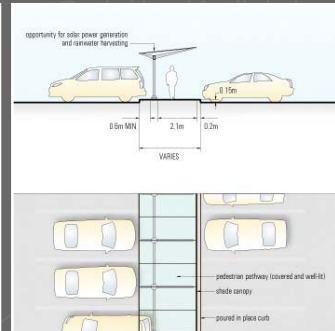 opportunity for solar power generation
and rainwater harvesting
0.15m
0.6m MIN
2.1m
0.2m
VARIES
pedestrian pathway (covered and well-lit)
shade canopy
poured in place curb